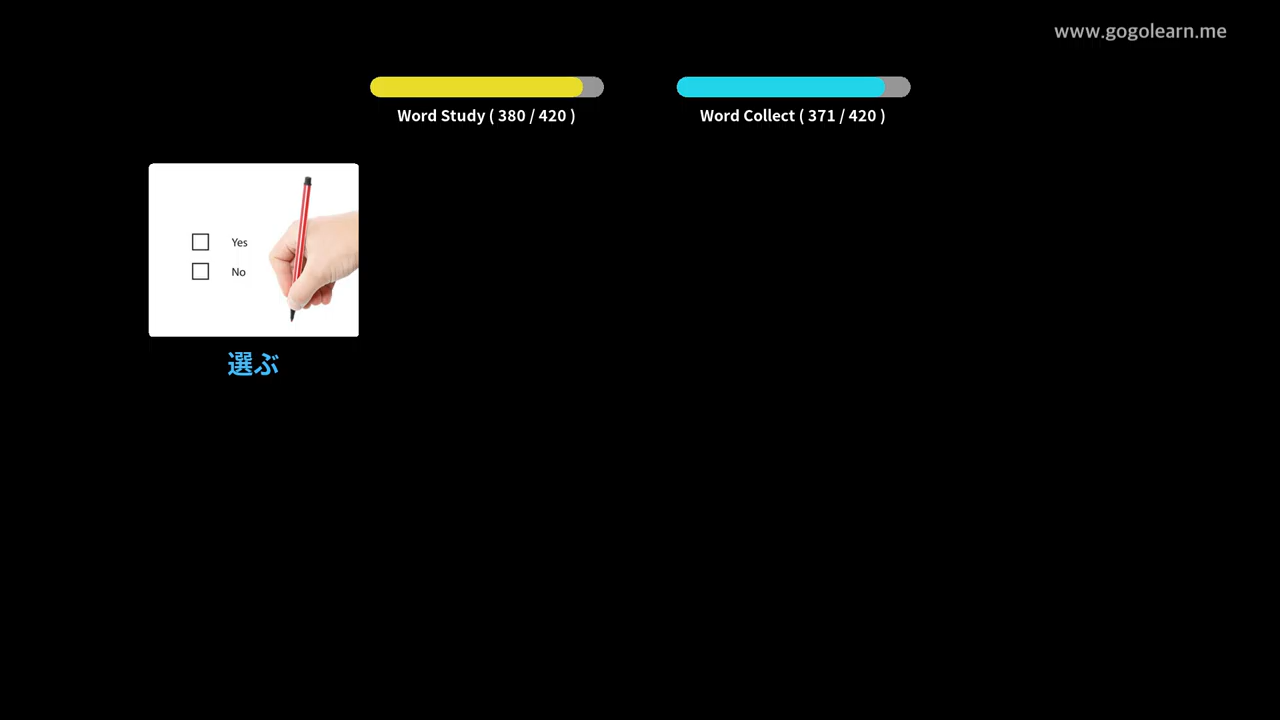 www.gogolearn.me
Word Study ( 380 / 420 )
Word Collect ( 371 / 420 )
Yes
No
選ぶ